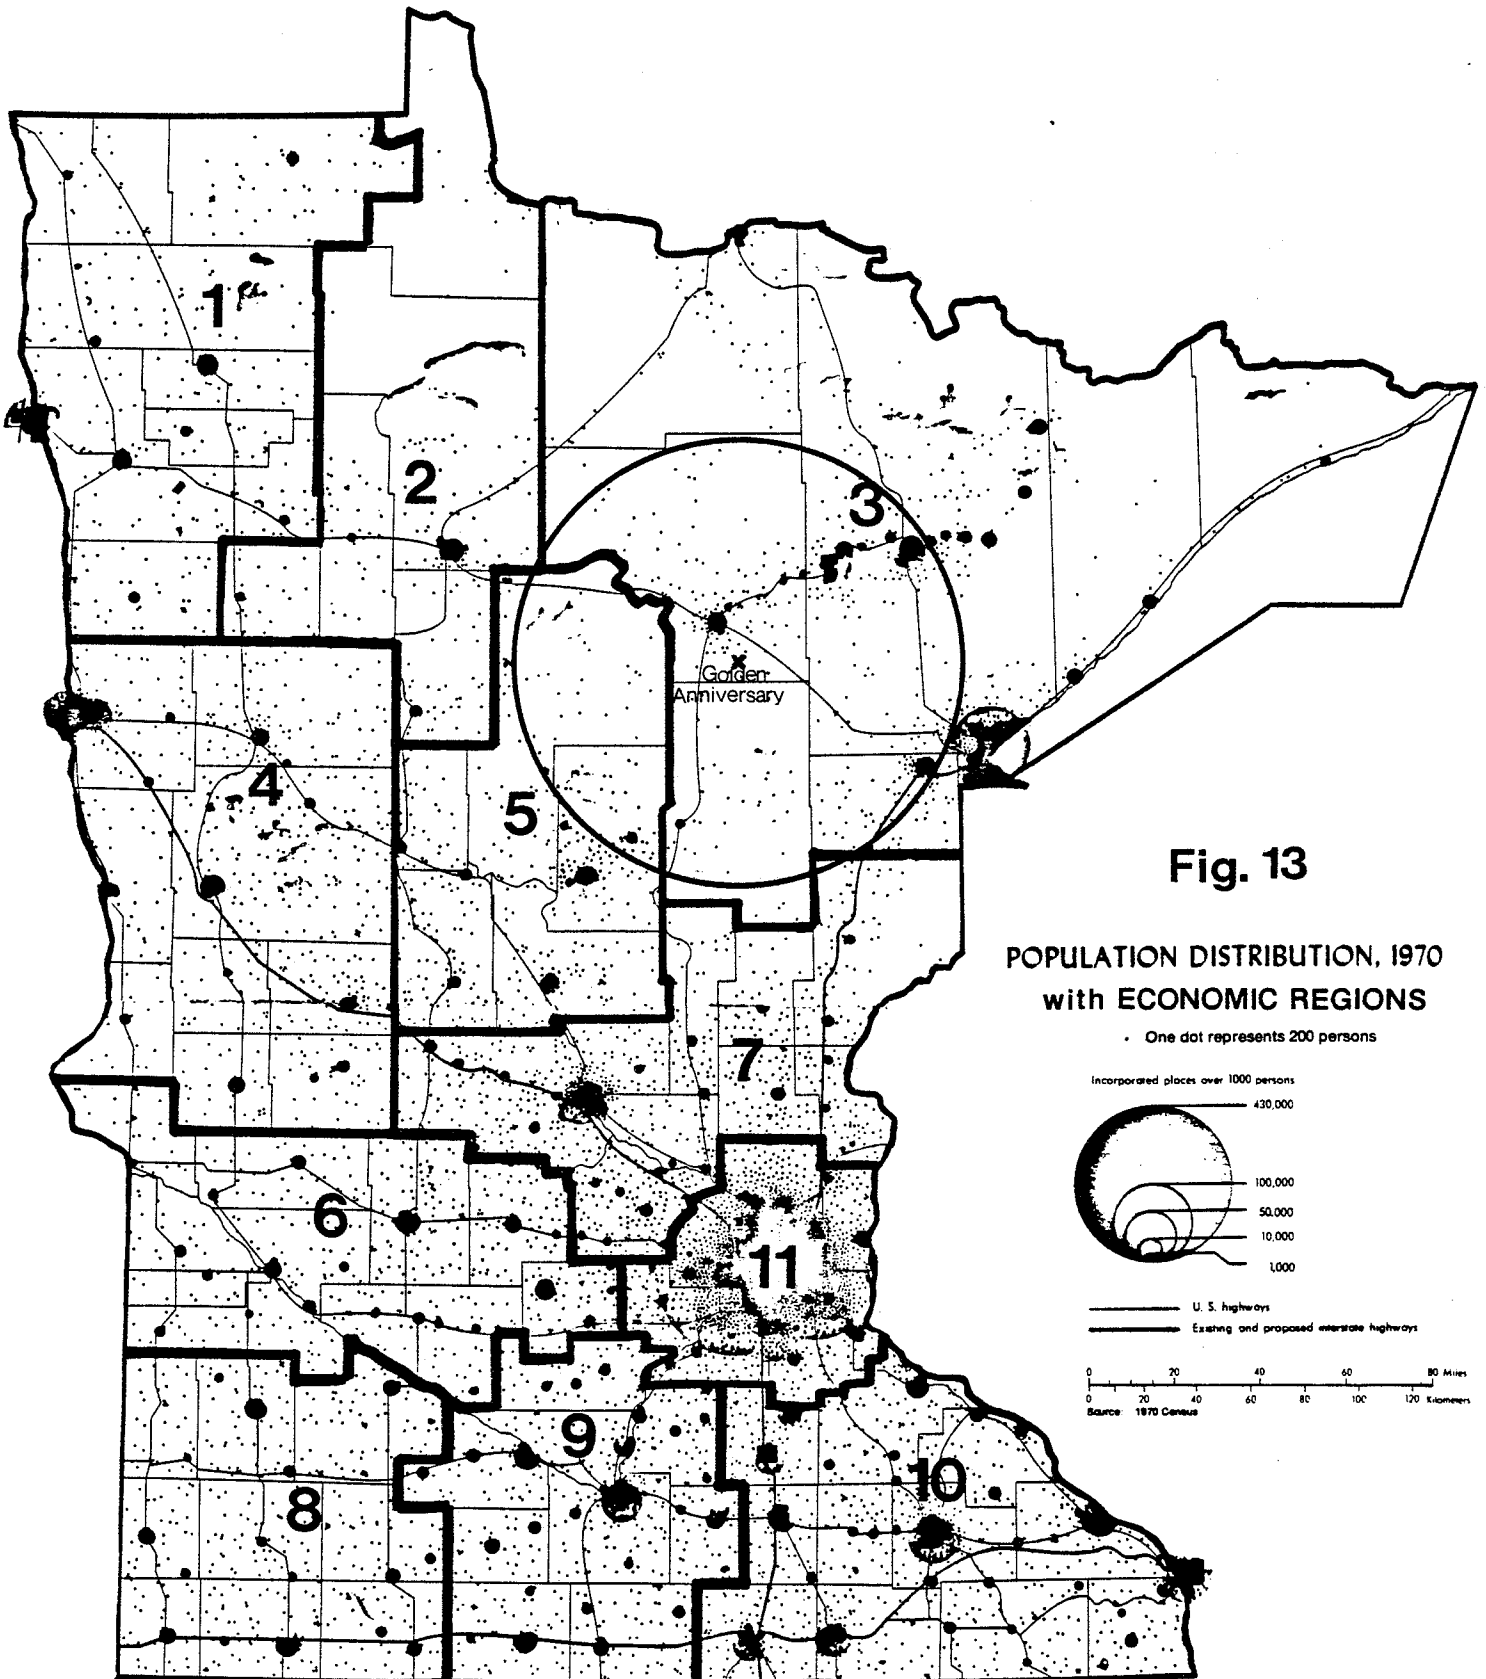 1
2
3
Golden
Anniversary
4
5
Fig. 13
POPULATION DISTRIBUTION, 1970
with ECONOMIC REGIONS
. One dot represents 200 persons
7
Incorporated places over 1000 persons
430,000
100,000
50,000
10,000
1,000
6
11
U. S. highways
Existing and proposed interstate highways
0 20 40 60 80 Miles
0 20 40 60 80 100 120 Kilometers
Source: 1970 Census
9
10
8